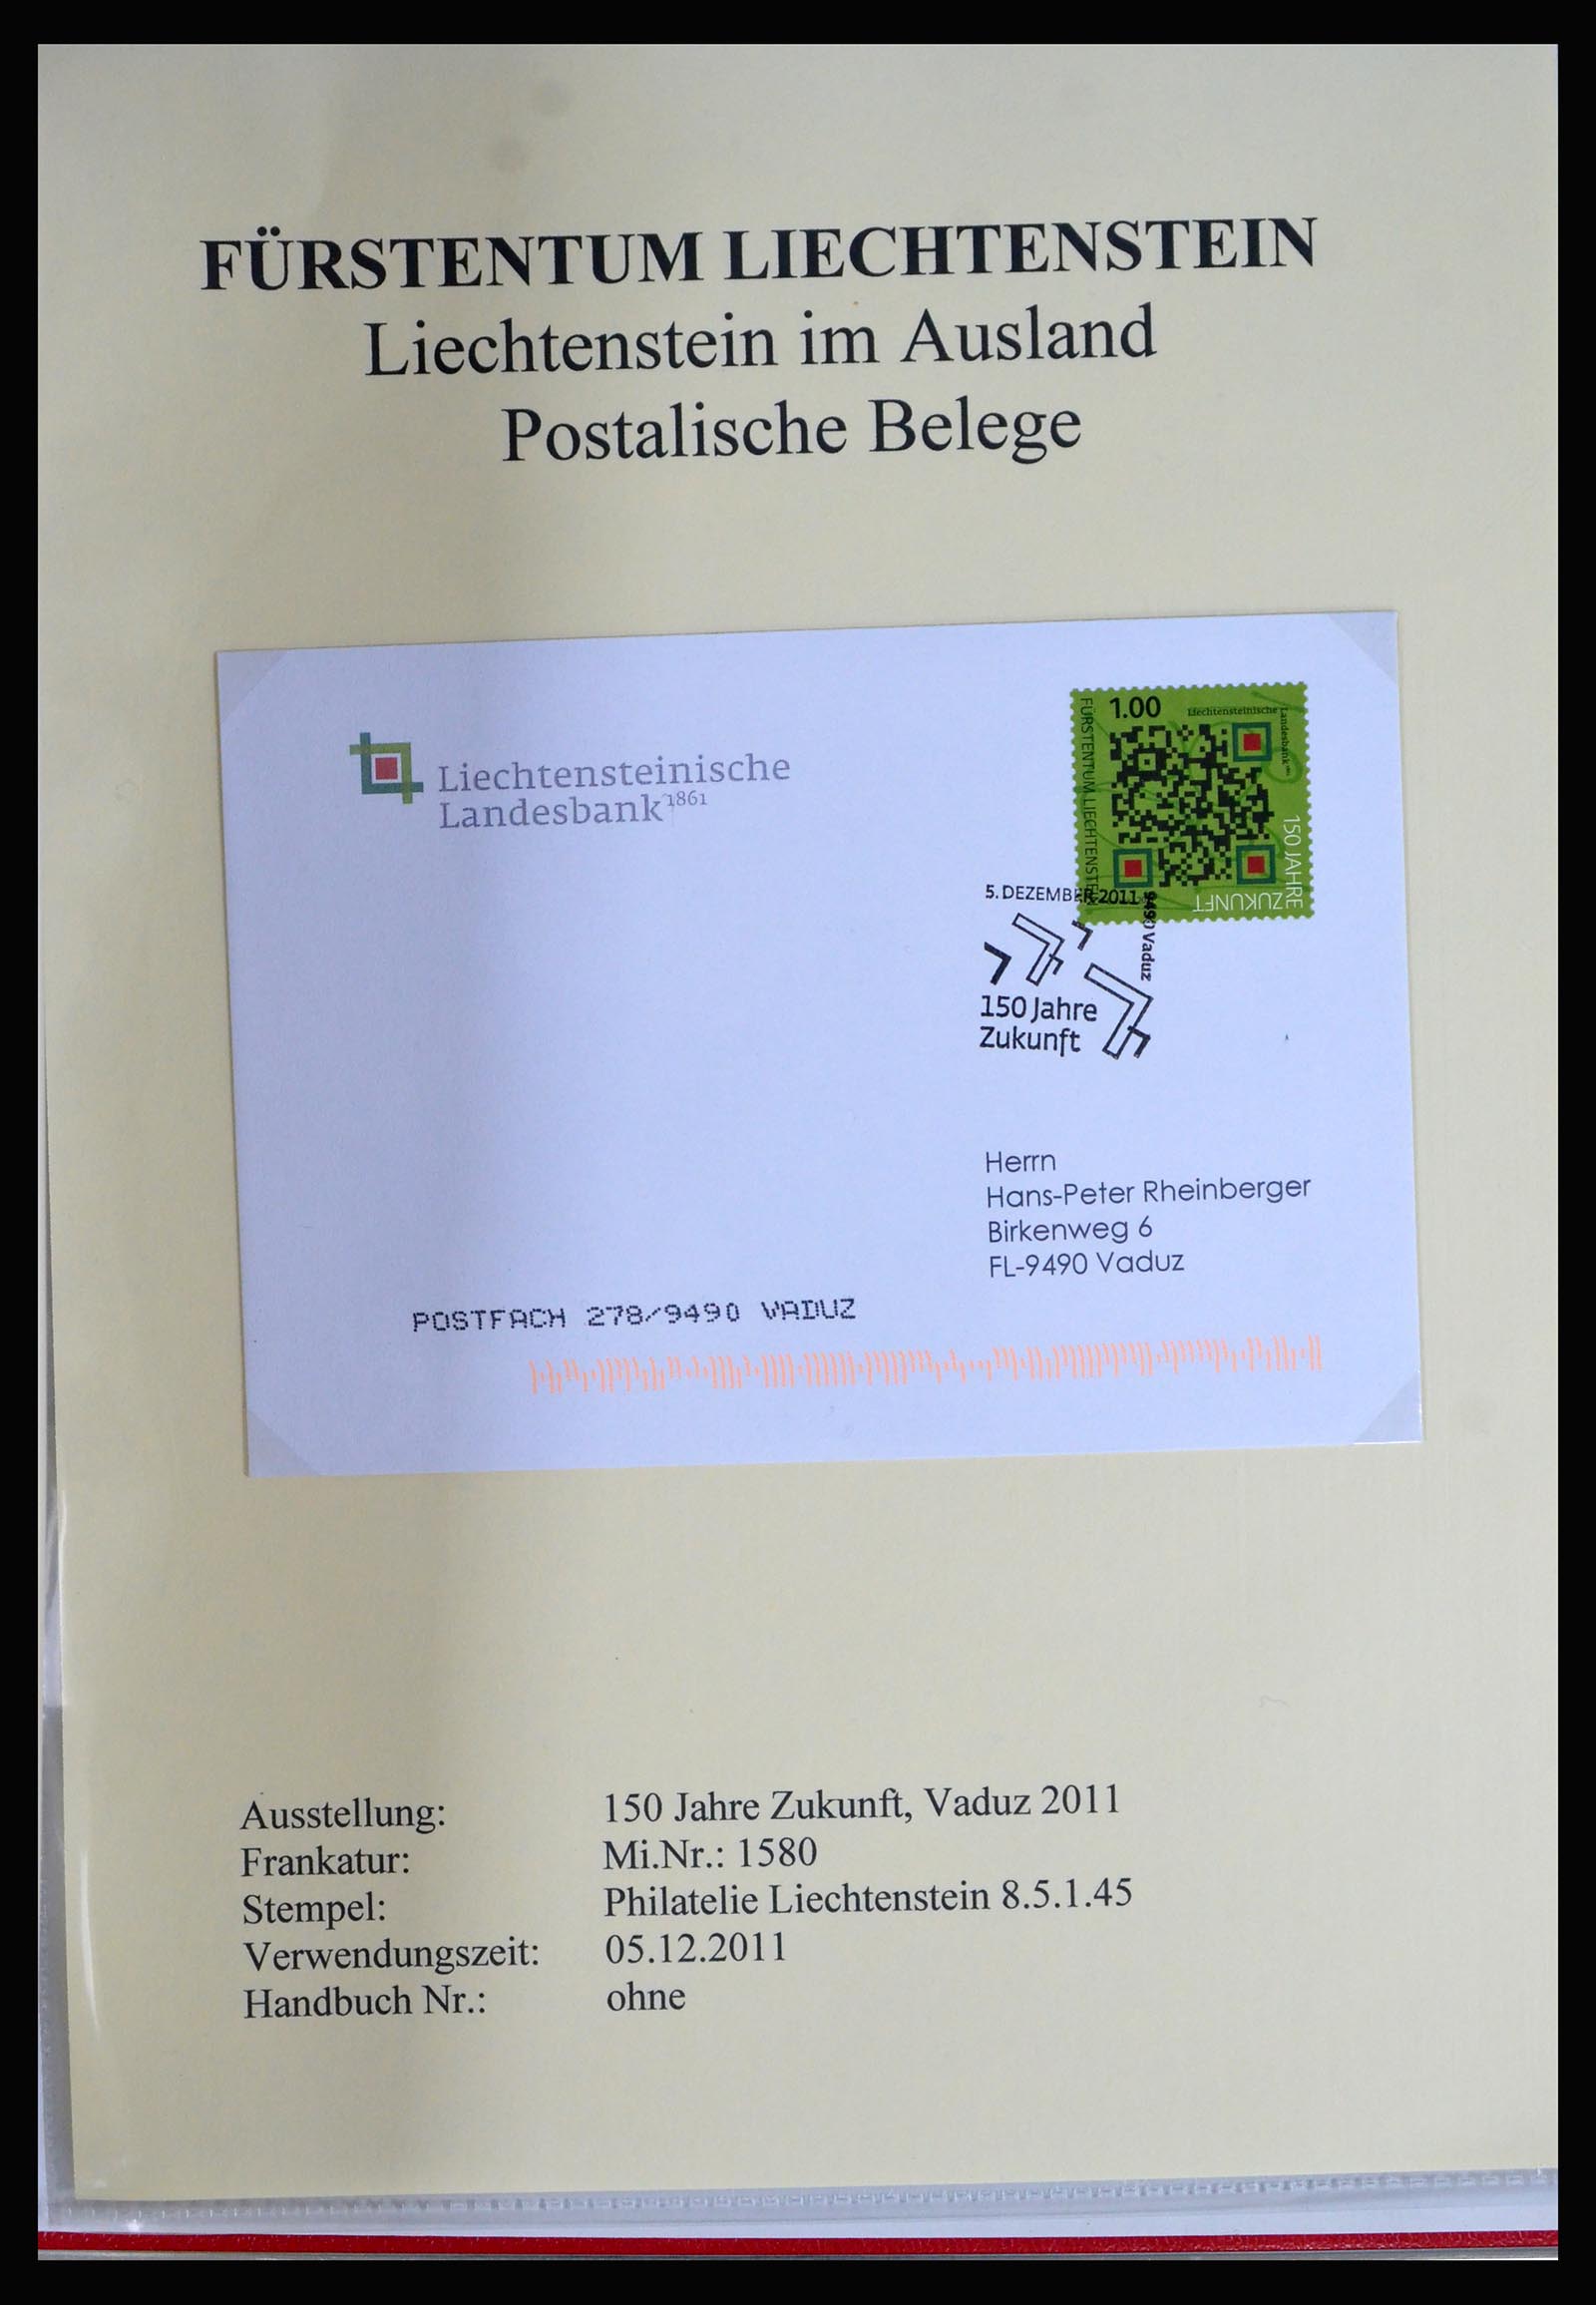 FÜRSTENTUM LIECHTENSTEIN
Liechtenstein im Ausland
Postalische Belege
Liechtensteinische
Landesbank 1861
1.00
Liechtensteinische
Landesbank
FÜRSTENTUM LIECHTENSTEIN
150 JAHRE
ZUKUNFT
5. DEZEMBER 2011
9490 Vaduz
150 Jahre
Zukunft
Herrn
Hans-Peter Rheinberger
Birkenweg 6
FL-9490 Vaduz
POSTFACH 278/9490 VADUZ
Ausstellung: 150 Jahre Zukunft, Vaduz 2011
Frankatur: Mi.Nr.: 1580
Stempel: Philatelie Liechtenstein 8.5.1.45
Verwendungszeit: 05.12.2011
Handbuch Nr.: ohne